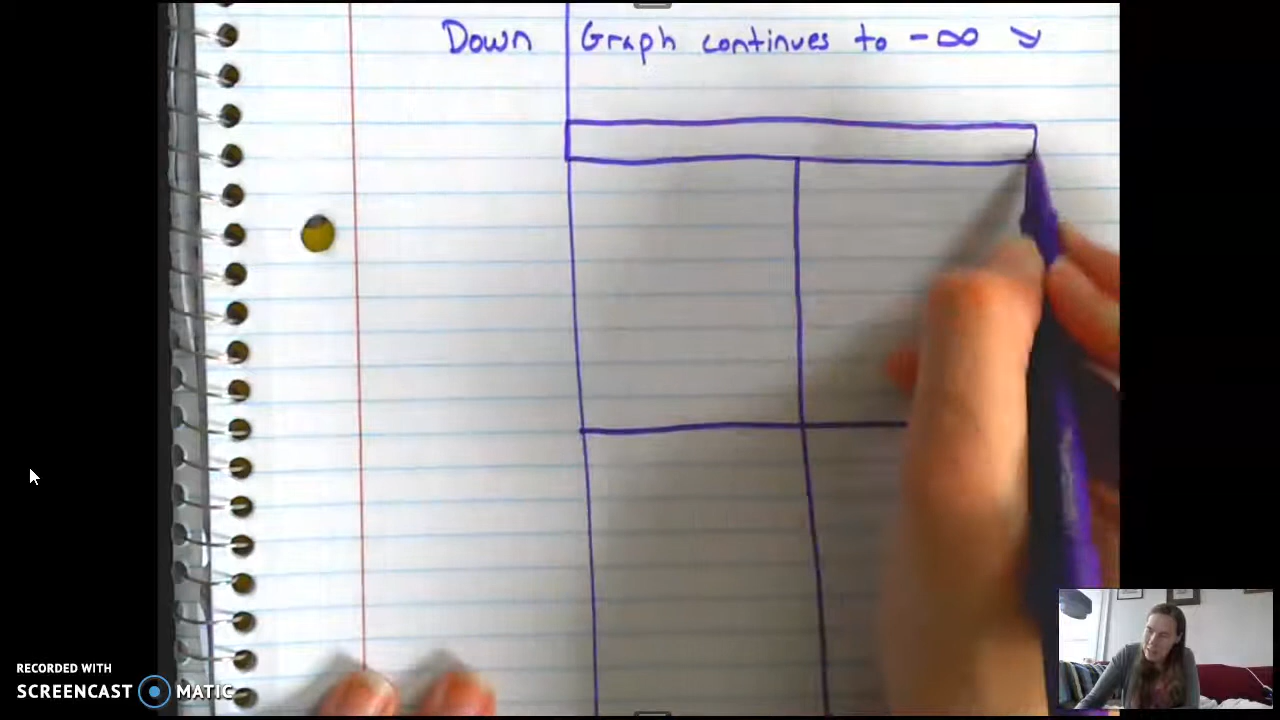 Down Graph continues to -∞ ↘
RECORDED WITH
SCREENCAST MATIC